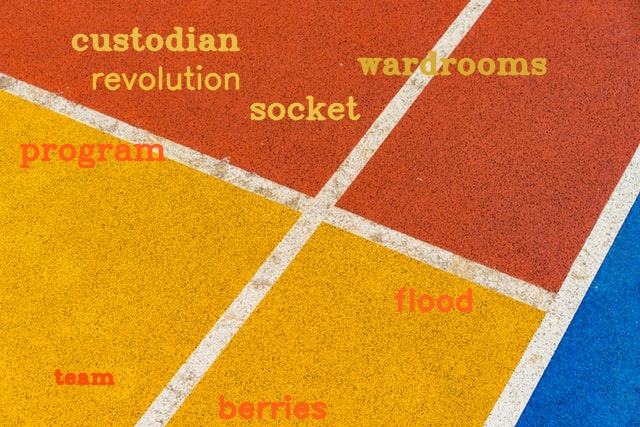 custodian
wardrooms
revolution
socket
program
flood
team
berries